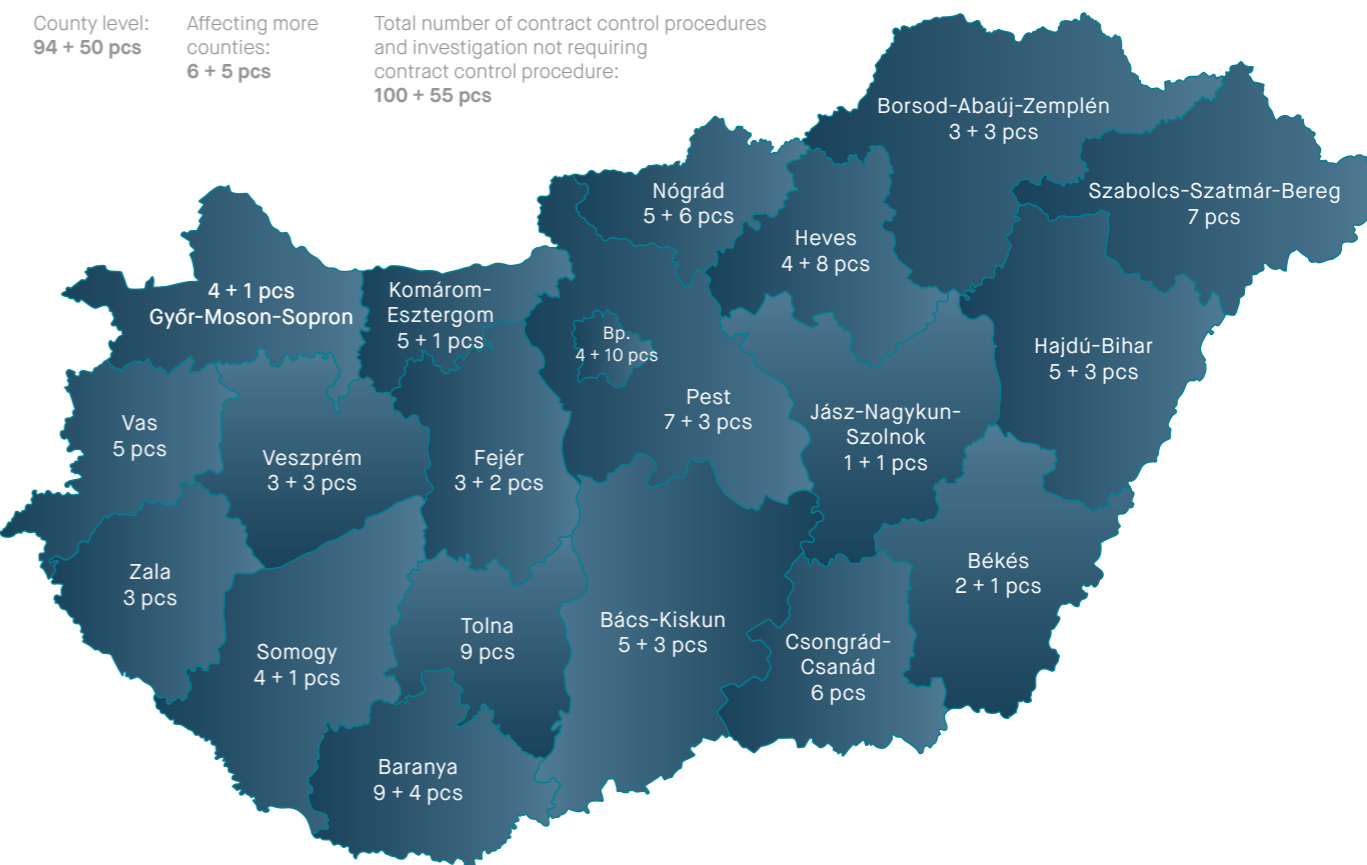 County level:
94 + 50 pcs
Affecting more
counties:
6 + 5 pcs
Total number of contract control procedures
and investigation not requiring
contract control procedure:
100 + 55 pcs
Borsod-Abaúj-Zemplén
3 + 3 pcs
Szabolcs-Szatmár-Bereg
7 pcs
Nógrád
5 + 6 pcs
Heves
4 + 8 pcs
4 + 1 pcs
Győr-Moson-Sopron
Komárom-
Esztergom
5 + 1 pcs
Bp.
4 + 10 pcs
Hajdú-Bihar
5 + 3 pcs
Pest
7 + 3 pcs
Jász-Nagykun-
Szolnok
1 + 1 pcs
Vas
5 pcs
Veszprém
3 + 3 pcs
Fejér
3 + 2 pcs
Zala
3 pcs
Békés
2 + 1 pcs
Somogy
4 + 1 pcs
Tolna
9 pcs
Bács-Kiskun
5 + 3 pcs
Csongrád-
Csanád
6 pcs
Baranya
9 + 4 pcs